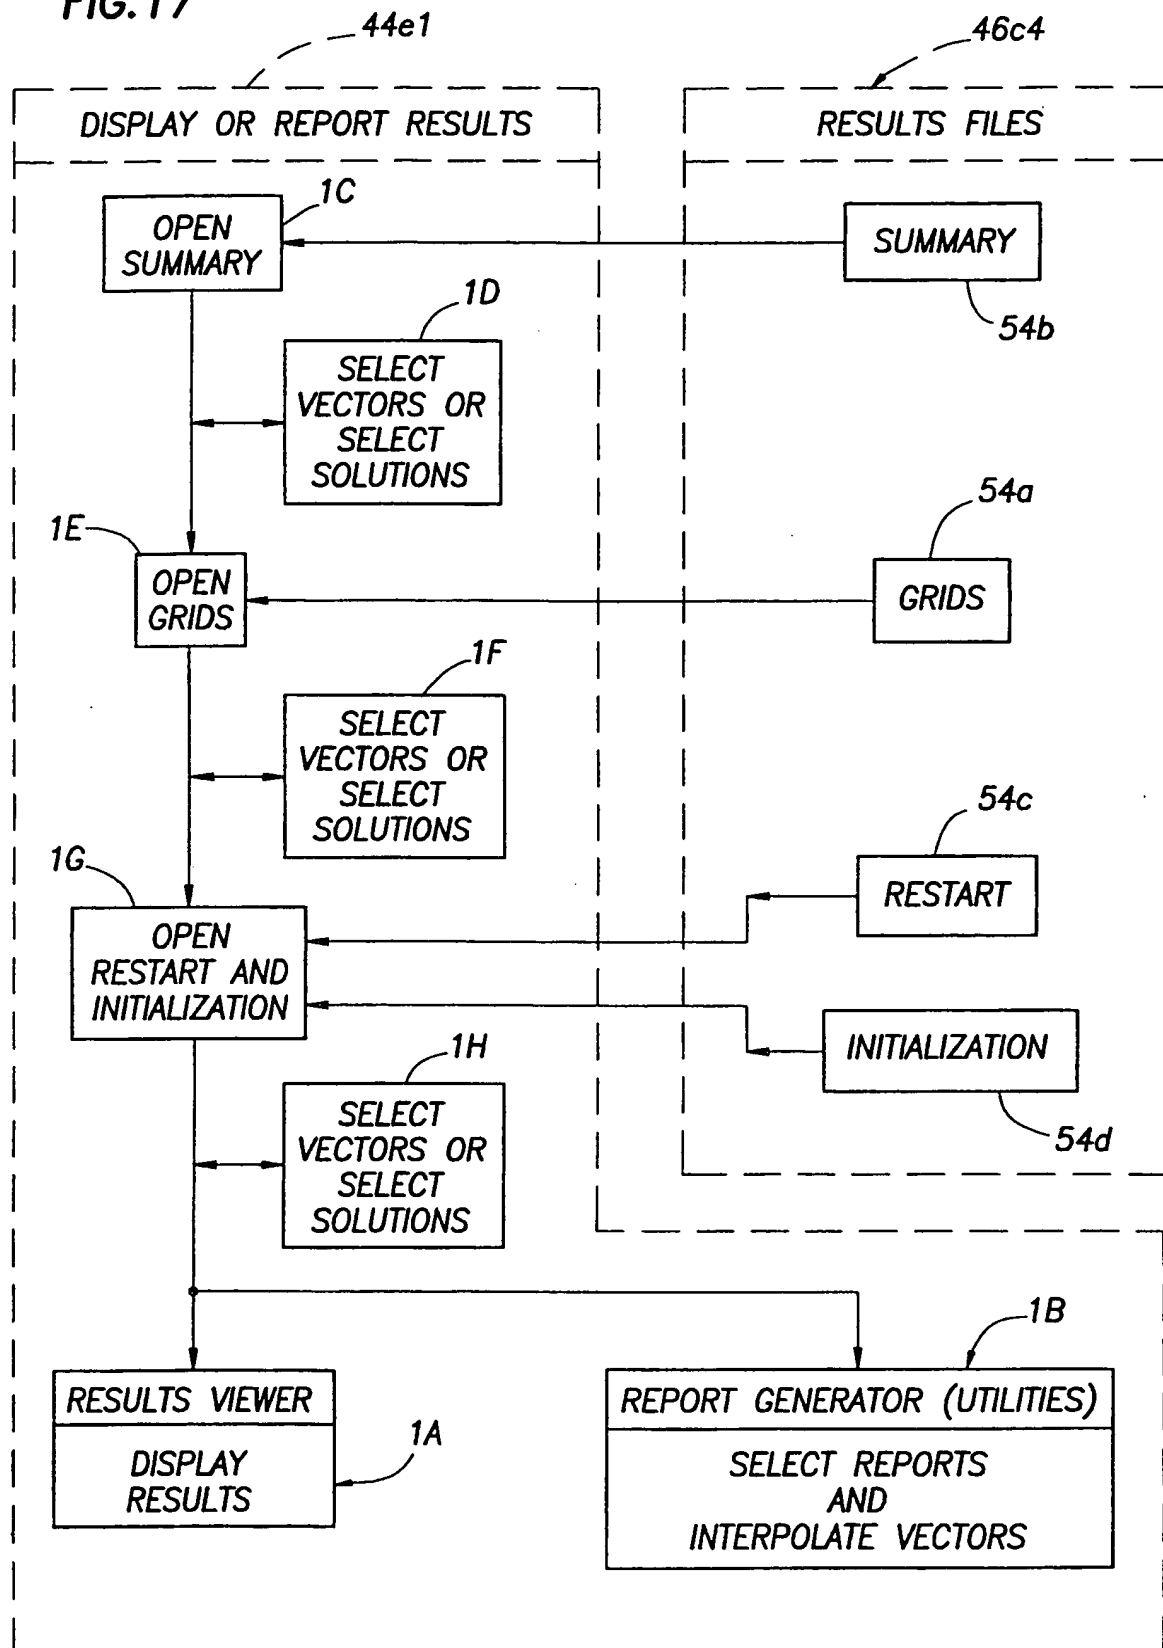 FIG.17
44e1
46c4
DISPLAY OR REPORT RESULTS
RESULTS FILES
1C
OPEN
SUMMARY
SUMMARY
54b
1D
SELECT
VECTORS OR
SELECT
SOLUTIONS
54a
1E
OPEN
GRIDS
GRIDS
1F
SELECT
VECTORS OR
SELECT
SOLUTIONS
54c
1G
RESTART
OPEN
RESTART AND
INITIALIZATION
INITIALIZATION
54d
1H
SELECT
VECTORS OR
SELECT
SOLUTIONS
1B
RESULTS VIEWER
DISPLAY
RESULTS
1A
REPORT GENERATOR (UTILITIES)
SELECT REPORTS
AND
INTERPOLATE VECTORS